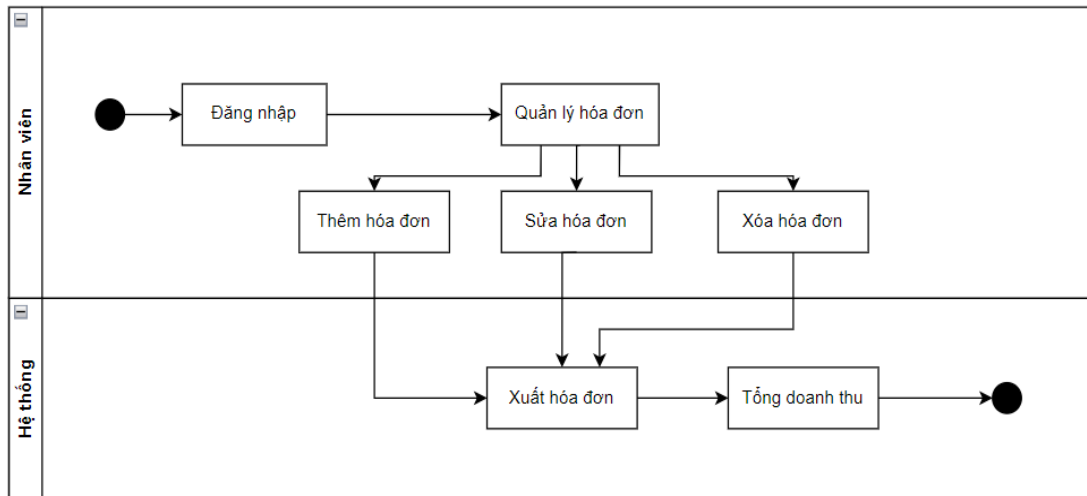 Nhân viên
Đăng nhập
Quản lý hóa đơn
Thêm hóa đơn
Sửa hóa đơn
Xóa hóa đơn
Hệ thống
Xuất hóa đơn
Tổng doanh thu